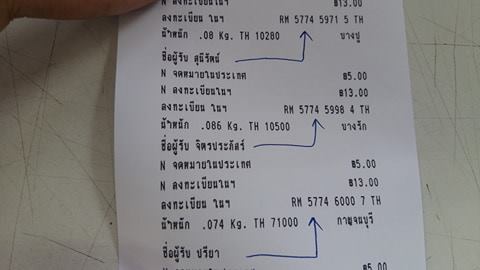 N ลงทะเบียนในฯ ฿13.00
ลงทะเบียน ในฯ RM 5774 5971 5 TH
น้ำหนัก .08 Kg. TH 10280 บางปู
ชื่อผู้รับ สุนีรัตน์
N จดหมายในประเทศ ฿5.00
N ลงทะเบียนในฯ ฿13.00
ลงทะเบียน ในฯ RM 5774 5998 4 TH
น้ำหนัก .086 Kg. TH 10500 บางรัก
ชื่อผู้รับ จิตรประภัสร์
N จดหมายในประเทศ ฿5.00
N ลงทะเบียนในฯ ฿13.00
ลงทะเบียน ในฯ RM 5774 6000 7 TH
น้ำหนัก .074 Kg. TH 71000 กาญจนบุรี
ชื่อผู้รับ ปรียา
฿5.00